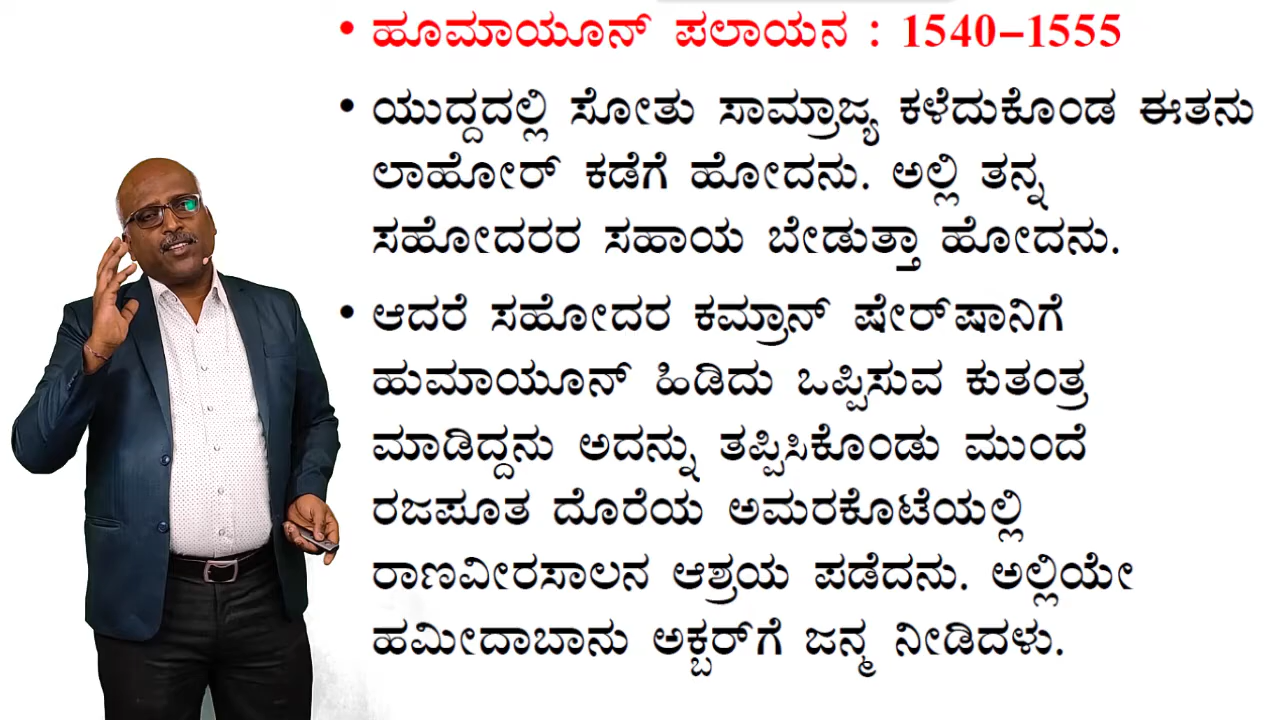 • ಹೂಮಾಯೂನ್ ಪಲಾಯನ : 1540–1555
• ಯುದ್ದದಲ್ಲಿ ಸೋತು ಸಾಮ್ರಾಜ್ಯ ಕಳೆದುಕೊಂಡ ಈತನು
ಲಾಹೋರ್ ಕಡೆಗೆ ಹೋದನು. ಅಲ್ಲಿ ತನ್ನ
ಸಹೋದರರ ಸಹಾಯ ಬೇಡುತ್ತಾ ಹೋದನು.
• ಆದರೆ ಸಹೋದರ ಕಮ್ರಾನ್ ಷೇರ್‌ಷಾನಿಗೆ
ಹುಮಾಯೂನ್ ಹಿಡಿದು ಒಪ್ಪಿಸುವ ಕುತಂತ್ರ
ಮಾಡಿದ್ದನು ಅದನ್ನು ತಪ್ಪಿಸಿಕೊಂಡು ಮುಂದೆ
ರಜಪೂತ ದೊರೆಯ ಅಮರಕೊಟೆಯಲ್ಲಿ
ರಾಣವೀರಸಾಲನ ಆಶ್ರಯ ಪಡೆದನು. ಅಲ್ಲಿಯೇ
ಹಮೀದಾಬಾನು ಅಕ್ಬರ್‌ಗೆ ಜನ್ಮ ನೀಡಿದಳು.